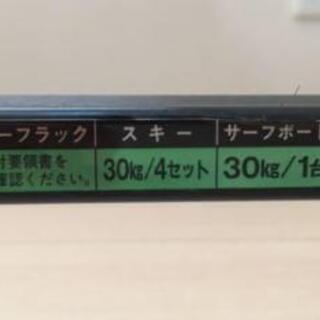 ーフラック スキー サーフボー
要領書を 30kg/4セット 30kg/1台
確認ください。